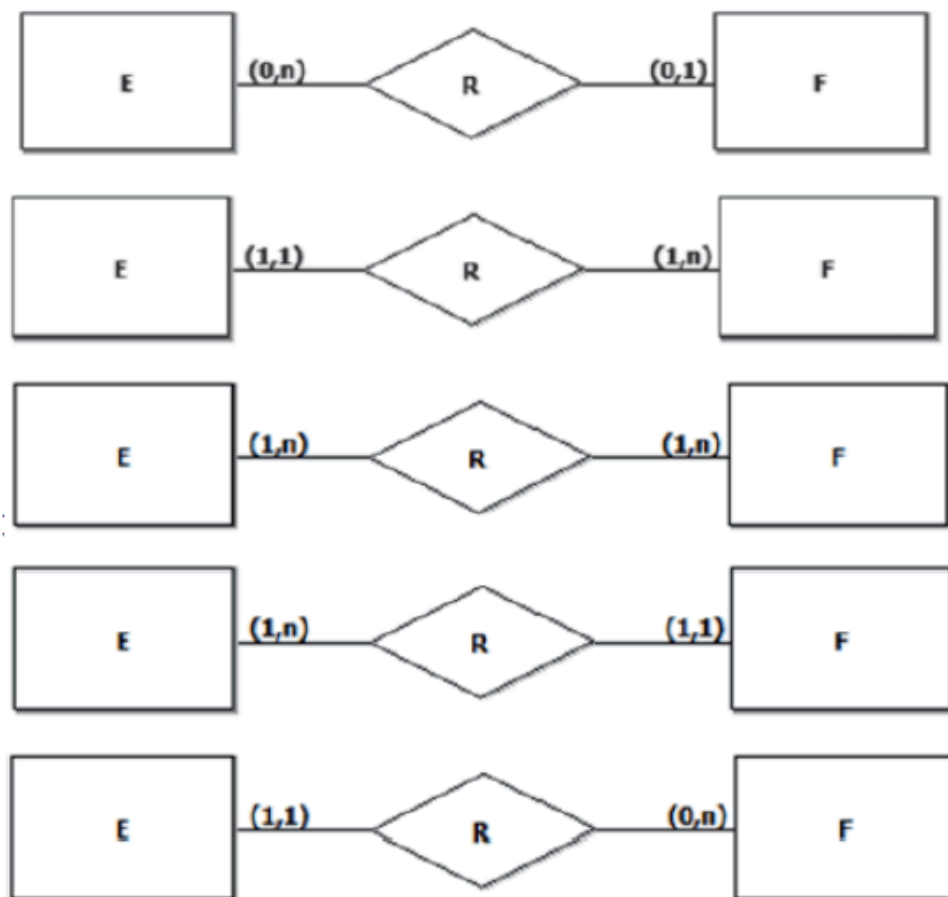 E (0,n) R (0,1) F
E (1,1) R (1,n) F
E (1,n) R (1,n) F
E (1,n) R (1,1) F
E (1,1) R (0,n) F